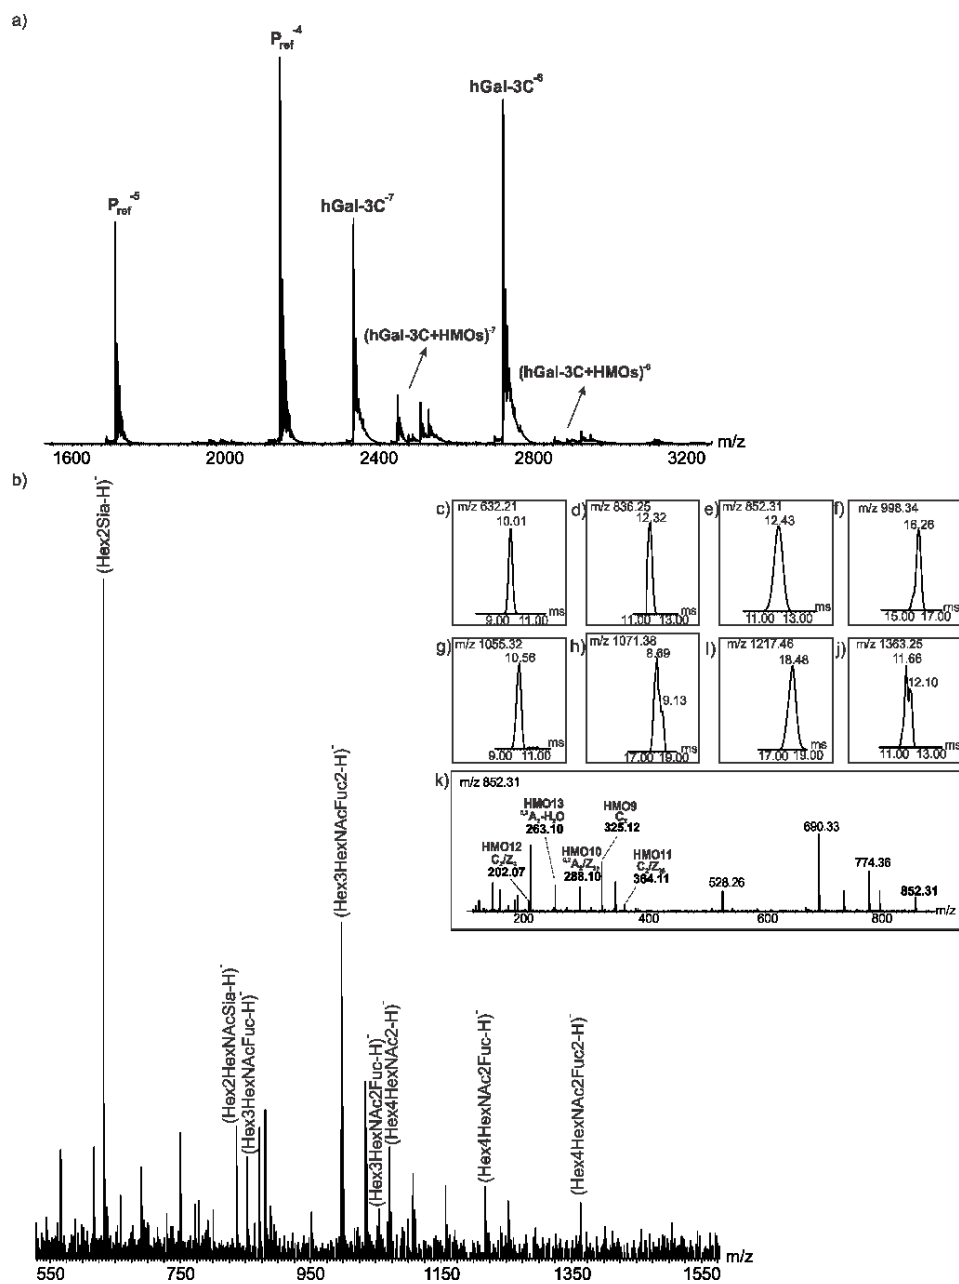 a)
Pref-4
hGal-3C-6
Pref-5
hGal-3C-7
(hGal-3C+HMOs)-7
(hGal-3C+HMOs)-6
1600 2000 2400 2800 3200 m/z
b)
(Hex2Sia-H)-
(Hex2HexNAcSia-H)-
(Hex3HexNAcFuc-H)-
(Hex3HexNAcFuc2-H)-
(Hex3HexNAc2Fuc-H)-
(Hex4HexNAc2-H)-
(Hex4HexNAc2Fuc-H)-
(Hex4HexNAc2Fuc2-H)-
550 750 950 1150 1350 1550 m/z
c) m/z 632.21
10.01
ms
9.00 11.00
d) m/z 836.25
12.32
ms
11.00 13.00
e) m/z 852.31
12.43
ms
11.00 13.00
f) m/z 998.34
16.26
ms
15.00 17.00
g) m/z 1055.32
10.56
ms
9.00 11.00
h) m/z 1071.38
8.69
9.13
ms
17.00 19.00
i) m/z 1217.46
18.48
ms
17.00 19.00
j) m/z 1363.25
11.66
12.10
ms
11.00 13.00
k) m/z 852.31
HMO12
202.07
HMO13
263.10
HMO10
288.10
HMO9
325.12
HMO11
364.11
528.26
690.33
774.36
852.31
200 400 600 800 m/z